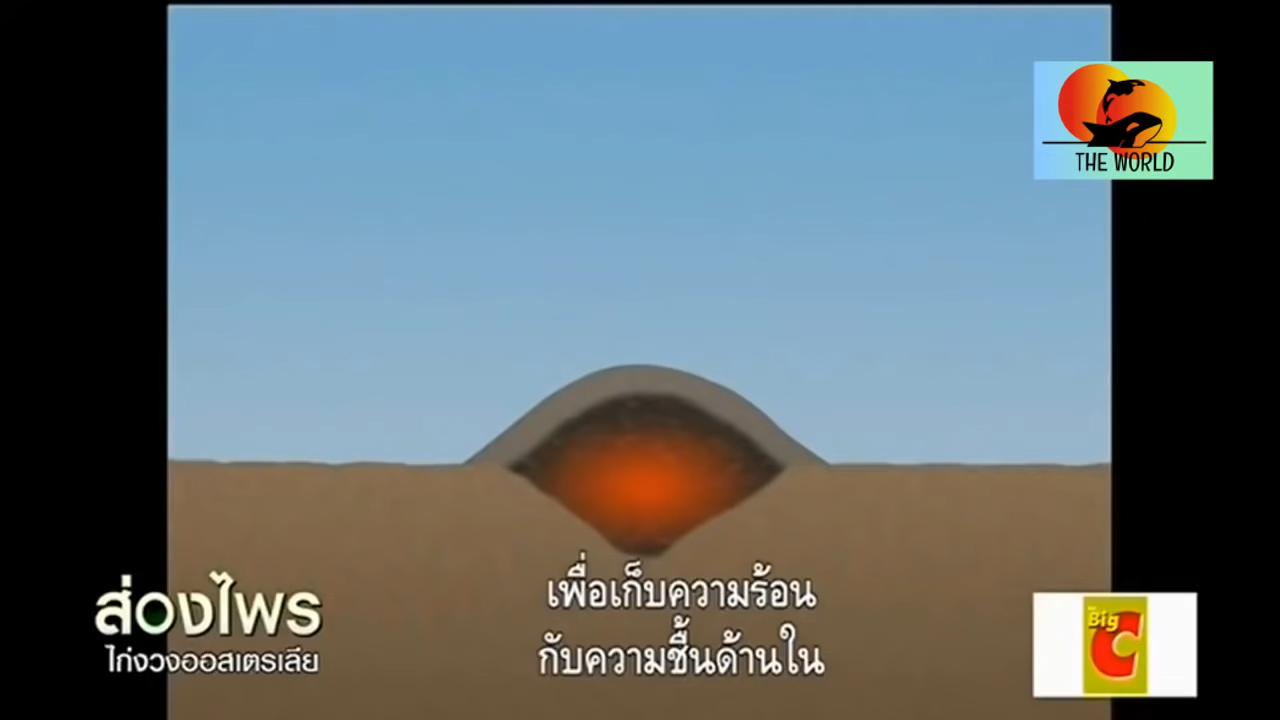 THE WORLD
ส่องไพร
ไก่งวงออสเตรเลีย
เพื่อเก็บความร้อน
กับความชื้นด้านใน
Big
C